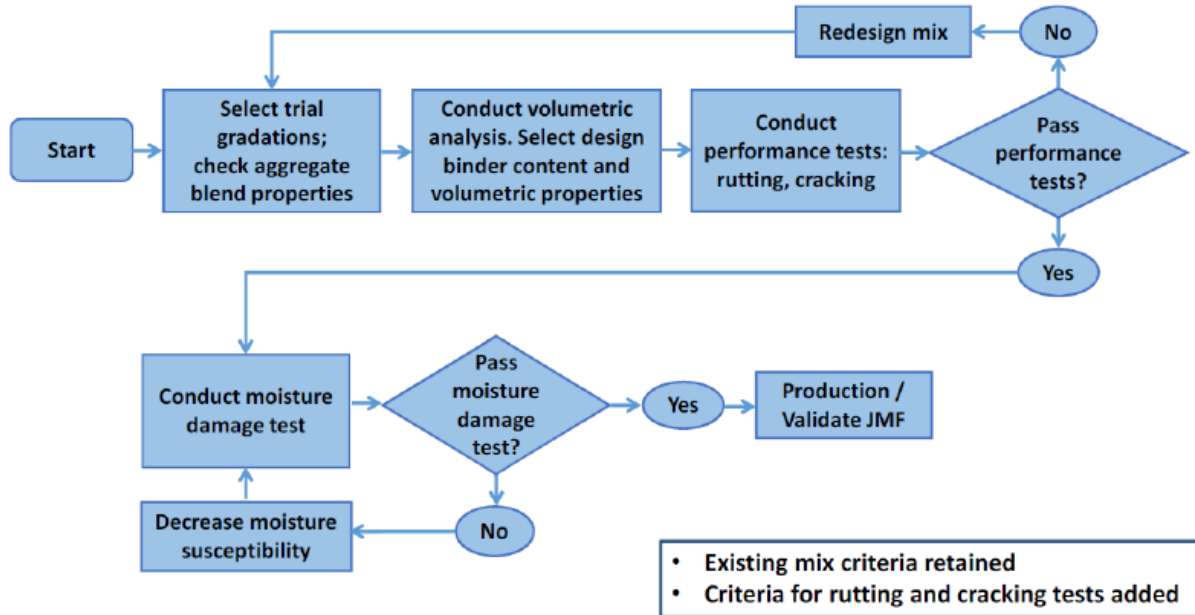 Start
Select trial
gradations;
check aggregate
blend properties
Conduct volumetric
analysis. Select design
binder content and
volumetric properties
Conduct
performance tests:
rutting, cracking
Pass
performance
tests?
No
Redesign mix
Yes
Conduct moisture
damage test
Pass
moisture
damage
test?
Yes
Production /
Validate JMF
No
Decrease moisture
susceptibility
• Existing mix criteria retained
• Criteria for rutting and cracking tests added